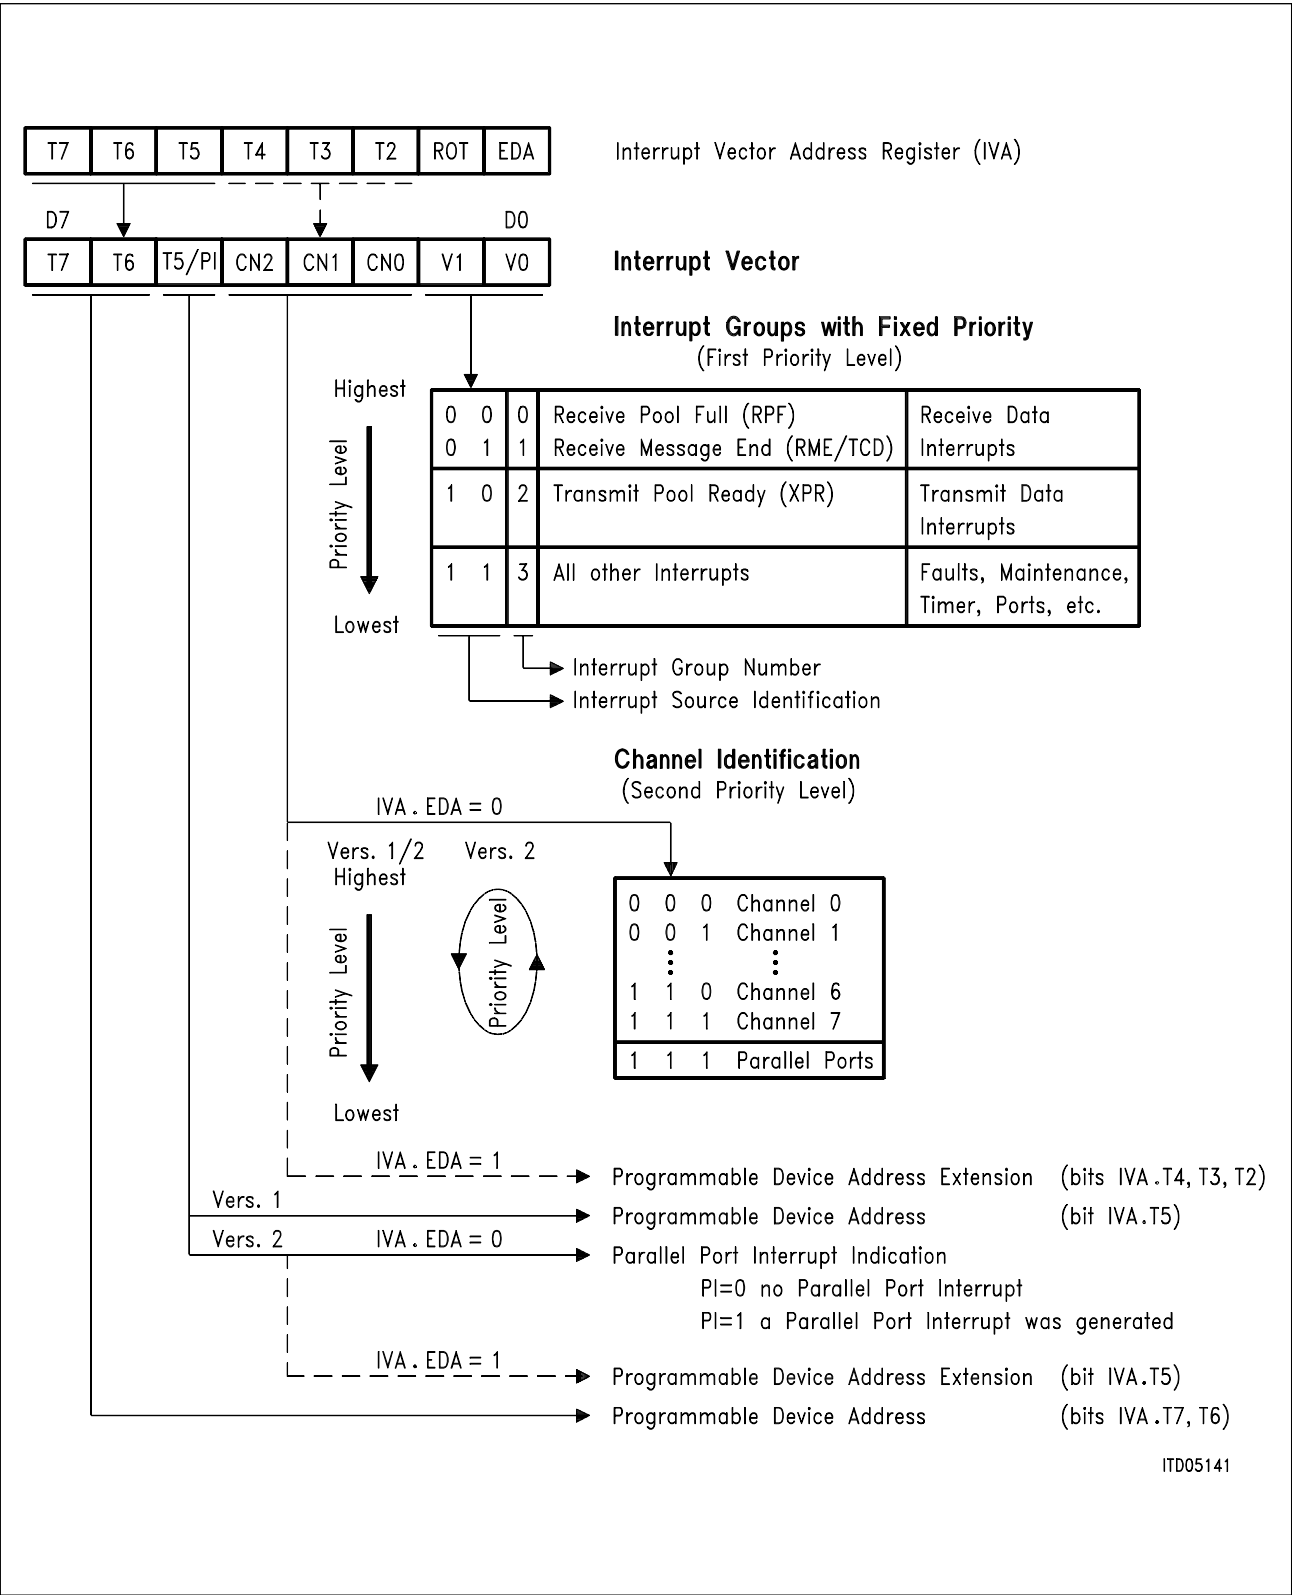 T7 T6 T5 T4 T3 T2 ROT EDA Interrupt Vector Address Register (IVA)
D7 D0
T7 T6 T5/PI CN2 CN1 CN0 V1 V0 Interrupt Vector
Interrupt Groups with Fixed Priority
(First Priority Level)
Highest
Priority Level
Lowest
0 0 0 Receive Pool Full (RPF) Receive Data
0 1 1 Receive Message End (RME/TCD) Interrupts
1 0 2 Transmit Pool Ready (XPR) Transmit Data
Interrupts
1 1 3 All other Interrupts Faults, Maintenance,
Timer, Ports, etc.
Interrupt Group Number
Interrupt Source Identification
Channel Identification
(Second Priority Level)
IVA.EDA = 0
Vers. 1/2 Vers. 2
Highest
Priority Level
Priority Level
Lowest
0 0 0 Channel 0
0 0 1 Channel 1
1 1 0 Channel 6
1 1 1 Channel 7
1 1 1 Parallel Ports
IVA.EDA = 1
Programmable Device Address Extension (bits IVA.T4, T3, T2)
Vers. 1
Programmable Device Address (bit IVA.T5)
Vers. 2 IVA.EDA = 0
Parallel Port Interrupt Indication
PI=0 no Parallel Port Interrupt
PI=1 a Parallel Port Interrupt was generated
IVA.EDA = 1
Programmable Device Address Extension (bit IVA.T5)
Programmable Device Address (bits IVA.T7, T6)
ITD05141